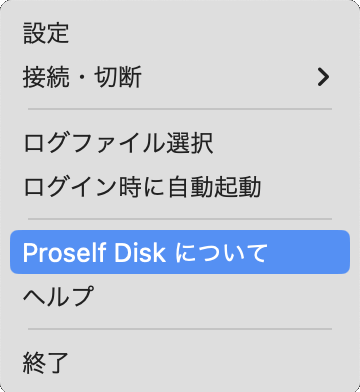 設定
接続・切断
ログファイル選択
ログイン時に自動起動
Proself Disk について
ヘルプ
終了